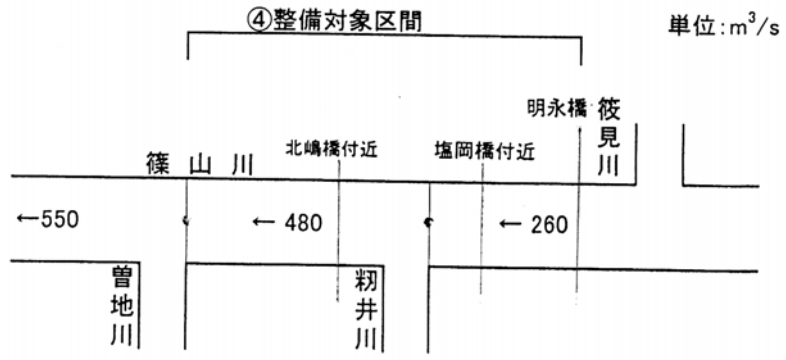 ④整備対象区間
単位:m³/s
明永橋
筱見川
北嶋橋付近
塩岡橋付近
篠山川
←550
← 480
← 260
曽地川
籾井川